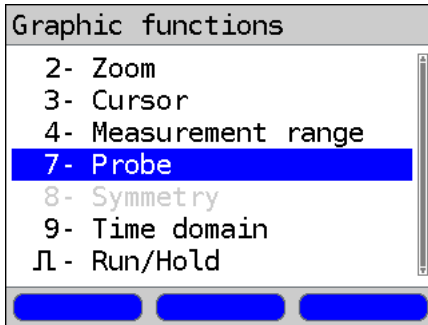 Graphic functions
2- Zoom
3- Cursor
4- Measurement range
7- Probe
8- Symmetry
9- Time domain
⎍- Run/Hold